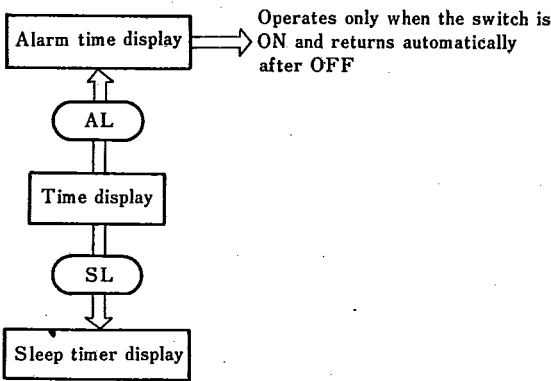 Operates only when the switch is
Alarm time display
ON and returns automatically
after OFF
AL
Time display
SL
Sleep timer display